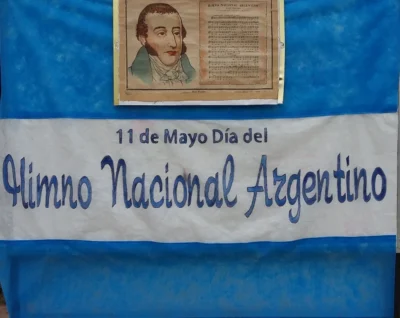 11 de Mayo Día del
Himno Nacional Argentino